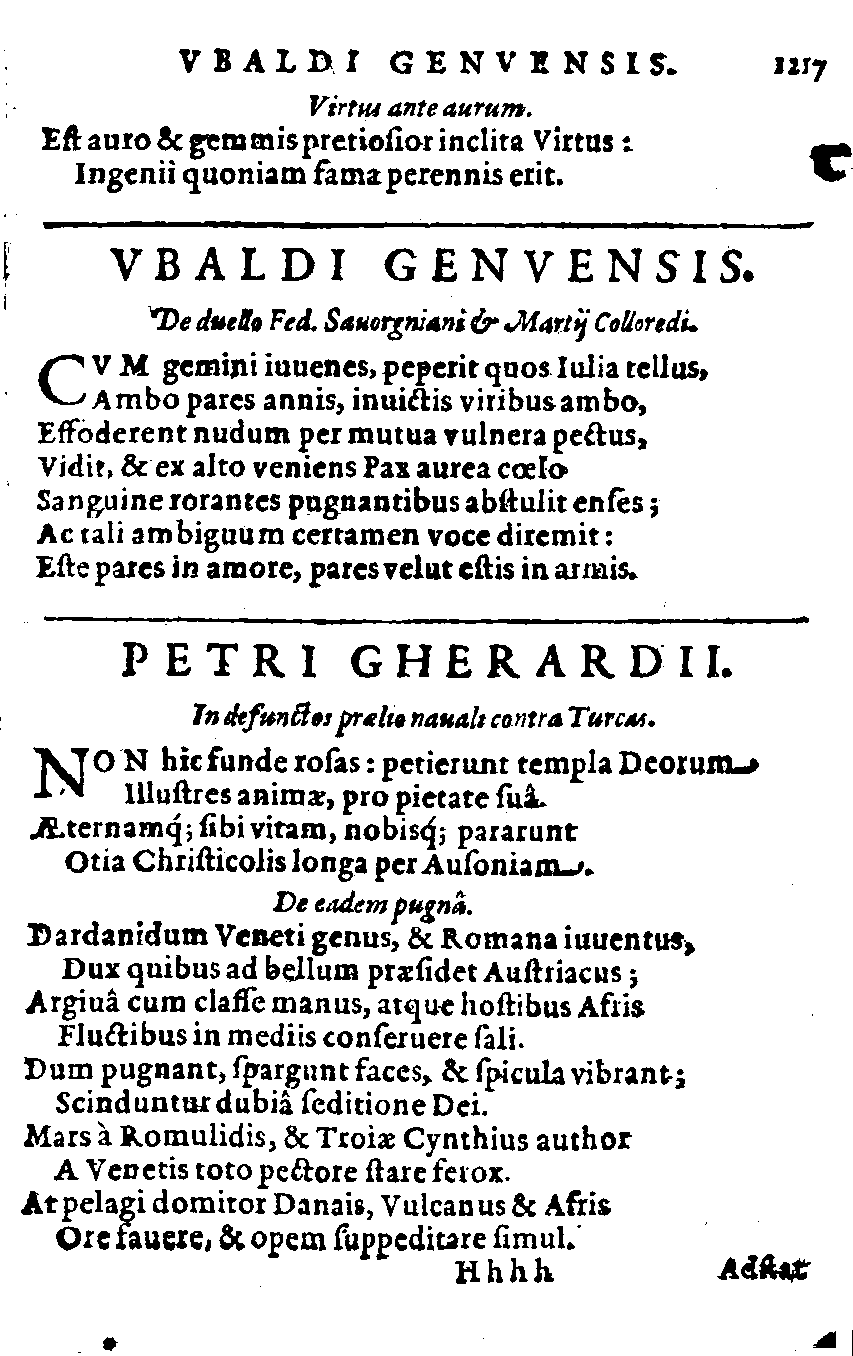 VBALDI GENVENSIS. 1217
Virtus ante aurum.
Eſt auro & gemmis pretioſior inclita Virtus :
Ingenii quoniam fama perennis erit.
VBALDI GENVENSIS.
De duello Fed. Sauorgniani & Martij Colloredi.
CVM gemini iuuenes, peperit quos Iulia tellus,
Ambo pares annis, inuictis viribus ambo,
Effoderent nudum per mutua vulnera pectus,
Vidit, & ex alto veniens Pax aurea cœlo
Sanguine rorantes pugnantibus abſtulit enſes ;
Ac tali ambiguum certamen voce diremit :
Eſte pares in amore, pares velut eſtis in armis.
PETRI GHERARDII.
In defunctos prælio nauali contra Turcas.
NON hic funde roſas : petierunt templa Deorum
Illuſtres animæ, pro pietate ſuâ.
Æternamq́; ſibi vitam, nobisq́; pararunt
Otia Chriſticolis longa per Auſoniam.
De eadem pugnâ.
Dardanidum Veneti genus, & Romana iuuentus,
Dux quibus ad bellum præſidet Auſtriacus ;
Argiuâ cum claſſe manus, atque hoſtibus Afris
Fluctibus in mediis conſeruere ſali.
Dum pugnant, ſpargunt faces, & ſpicula vibrant ;
Scinduntur dubiâ ſeditione Dei.
Mars à Romulidis, & Troiæ Cynthius author
A Venetis toto pectore ſtare ferox.
At pelagi domitor Danais, Vulcanus & Afris
Ore fauere, & opem ſuppeditare ſimul.
Hhhh Adſtat